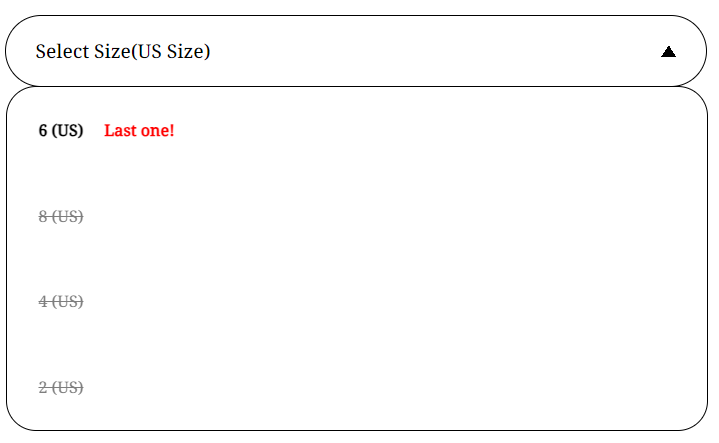 Select Size(US Size)
6 (US) Last one!
8 (US)
4 (US)
2 (US)